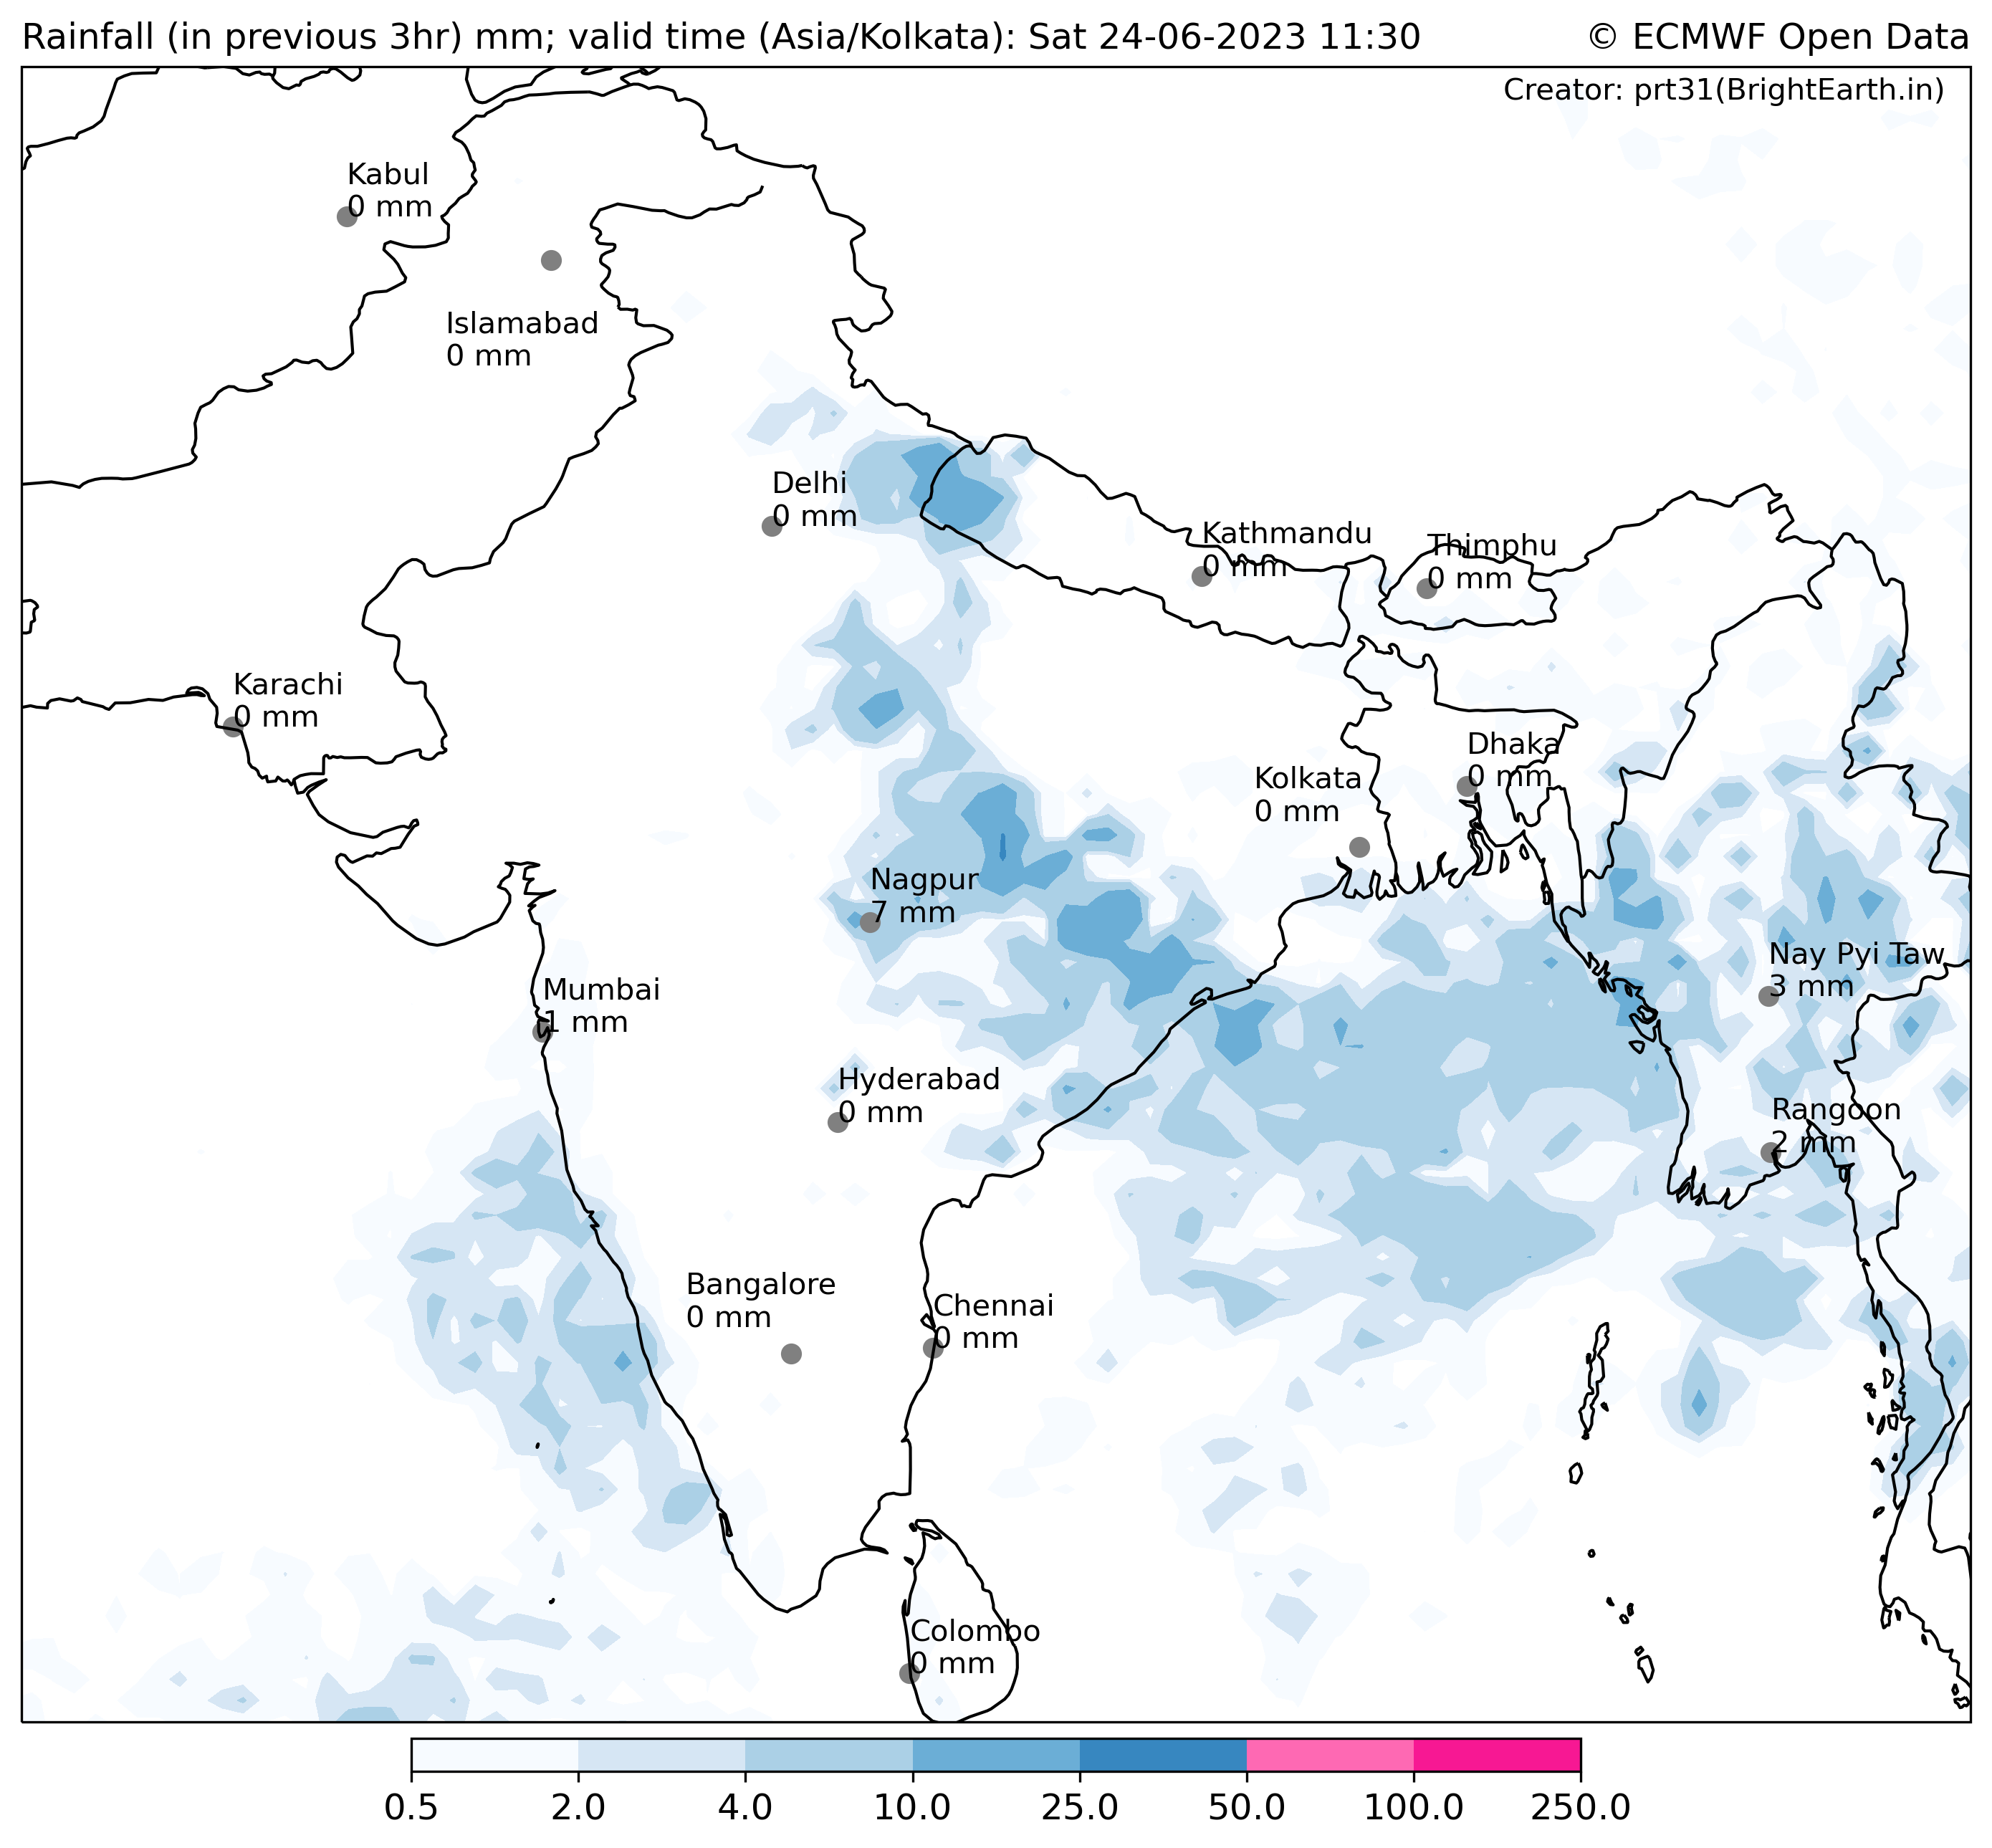 Rainfall (in previous 3hr) mm; valid time (Asia/Kolkata): Sat 24-06-2023 11:30
© ECMWF Open Data
Creator: prt31(BrightEarth.in)
Kabul
0 mm
Islamabad
0 mm
Delhi
0 mm
Kathmandu
0 mm
Thimphu
0 mm
Karachi
0 mm
Dhaka
0 mm
Kolkata
0 mm
Nagpur
7 mm
Nay Pyi Taw
3 mm
Mumbai
1 mm
Hyderabad
0 mm
Rangoon
2 mm
Bangalore
0 mm
Chennai
0 mm
Colombo
0 mm
0.5 2.0 4.0 10.0 25.0 50.0 100.0 250.0